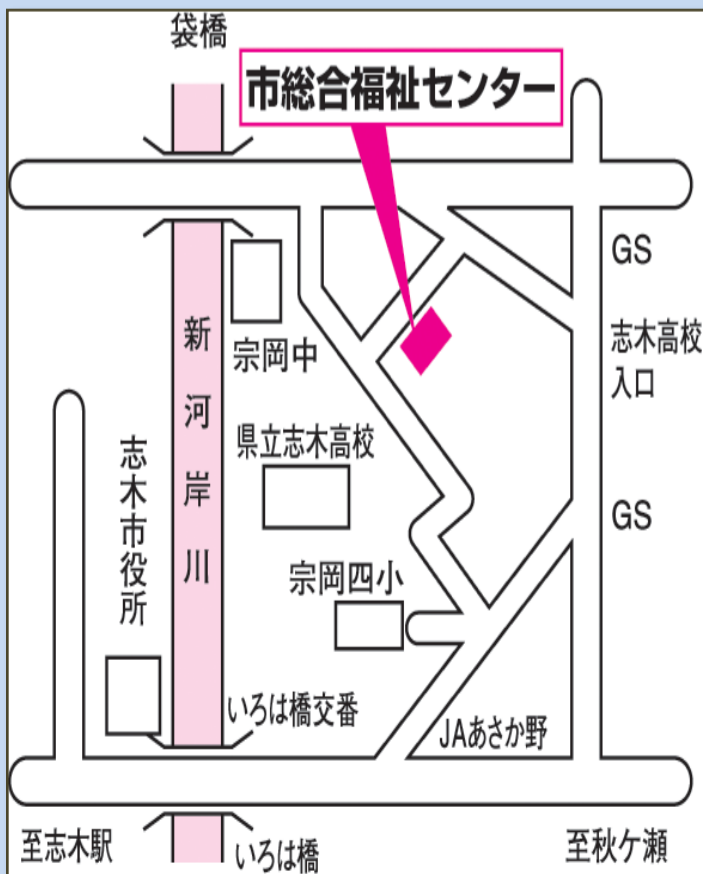 袋橋
市総合福祉センター
GS
志木高校
入口
新河岸川
宗岡中
県立志木高校
志木市役所
GS
宗岡四小
いろは橋交番
JAあさか野
至志木駅
いろは橋
至秋ケ瀬